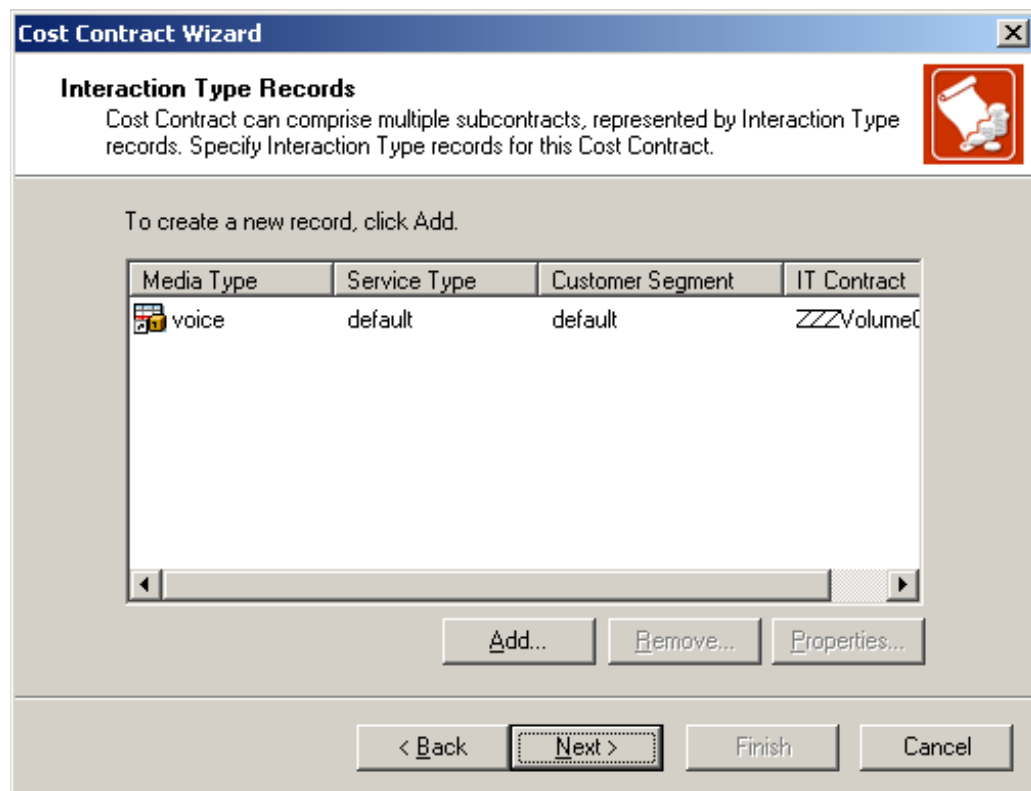 Cost Contract Wizard
Interaction Type Records
Cost Contract can comprise multiple subcontracts, represented by Interaction Type
records. Specify Interaction Type records for this Cost Contract.
To create a new record, click Add.
Media Type Service Type Customer Segment IT Contract
voice default default
Add... Remove... Properties...
< Back Next > Finish Cancel